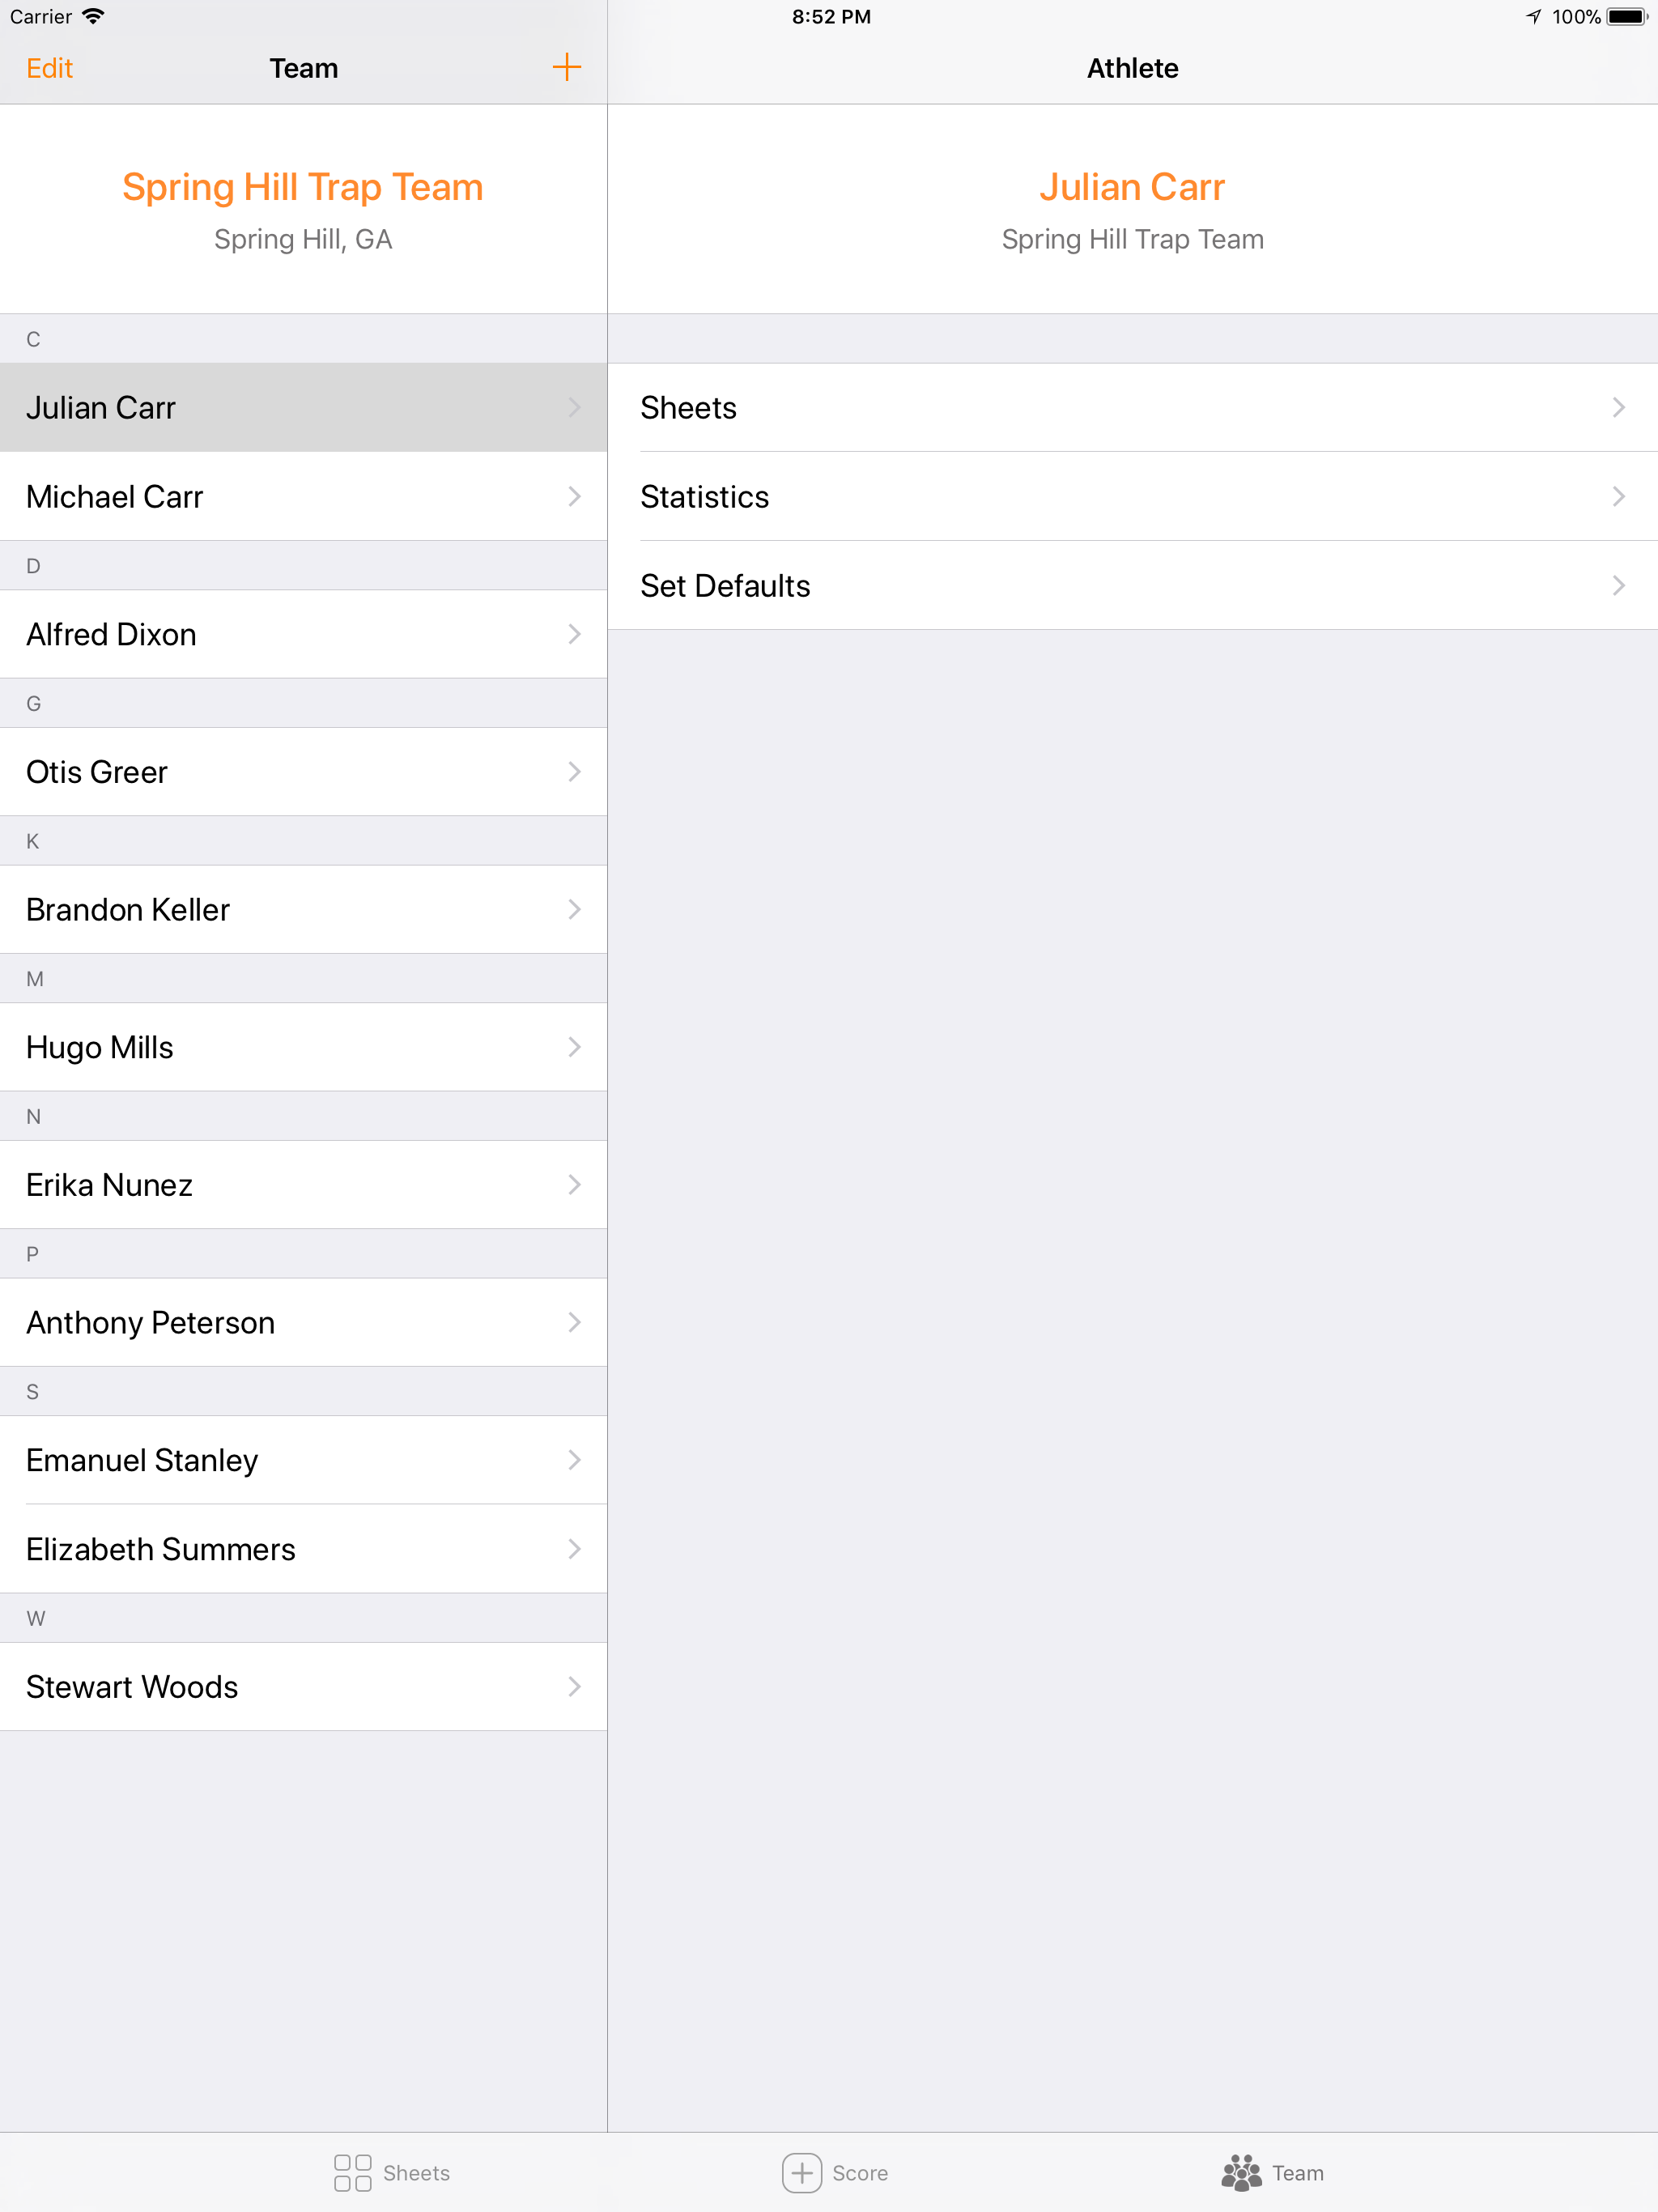 Carrier
8:52 PM
100%
Edit
Team
Athlete
Spring Hill Trap Team
Spring Hill, GA
Julian Carr
Spring Hill Trap Team
C
Julian Carr
Michael Carr
D
Alfred Dixon
G
Otis Greer
K
Brandon Keller
M
Hugo Mills
N
Erika Nunez
P
Anthony Peterson
S
Emanuel Stanley
Elizabeth Summers
W
Stewart Woods
Sheets
Statistics
Set Defaults
Sheets
Score
Team